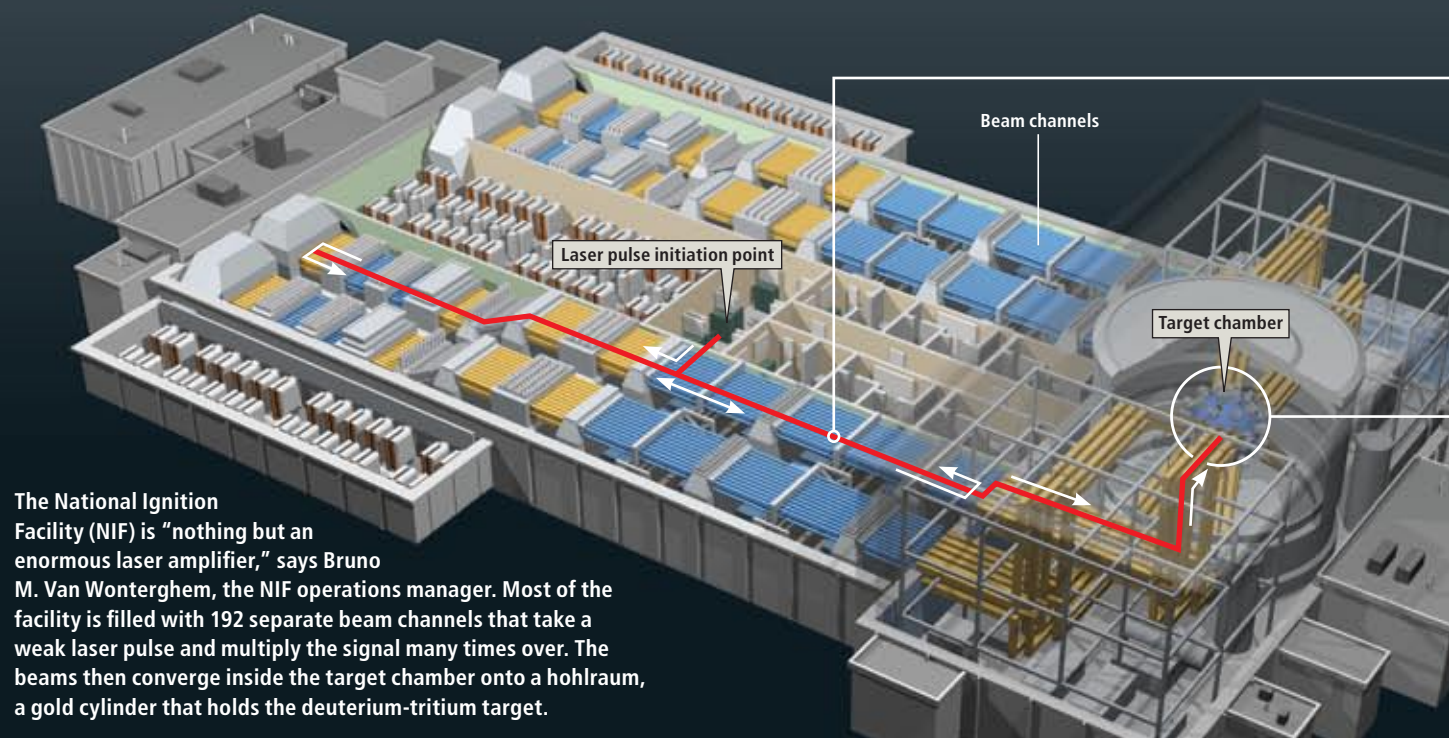 Beam channels
Laser pulse initiation point
Target chamber
The National Ignition
Facility (NIF) is “nothing but an
enormous laser amplifier,” says Bruno
M. Van Wonterghem, the NIF operations manager. Most of the
facility is filled with 192 separate beam channels that take a
weak laser pulse and multiply the signal many times over. The
beams then converge inside the target chamber onto a hohlraum,
a gold cylinder that holds the deuterium-tritium target.